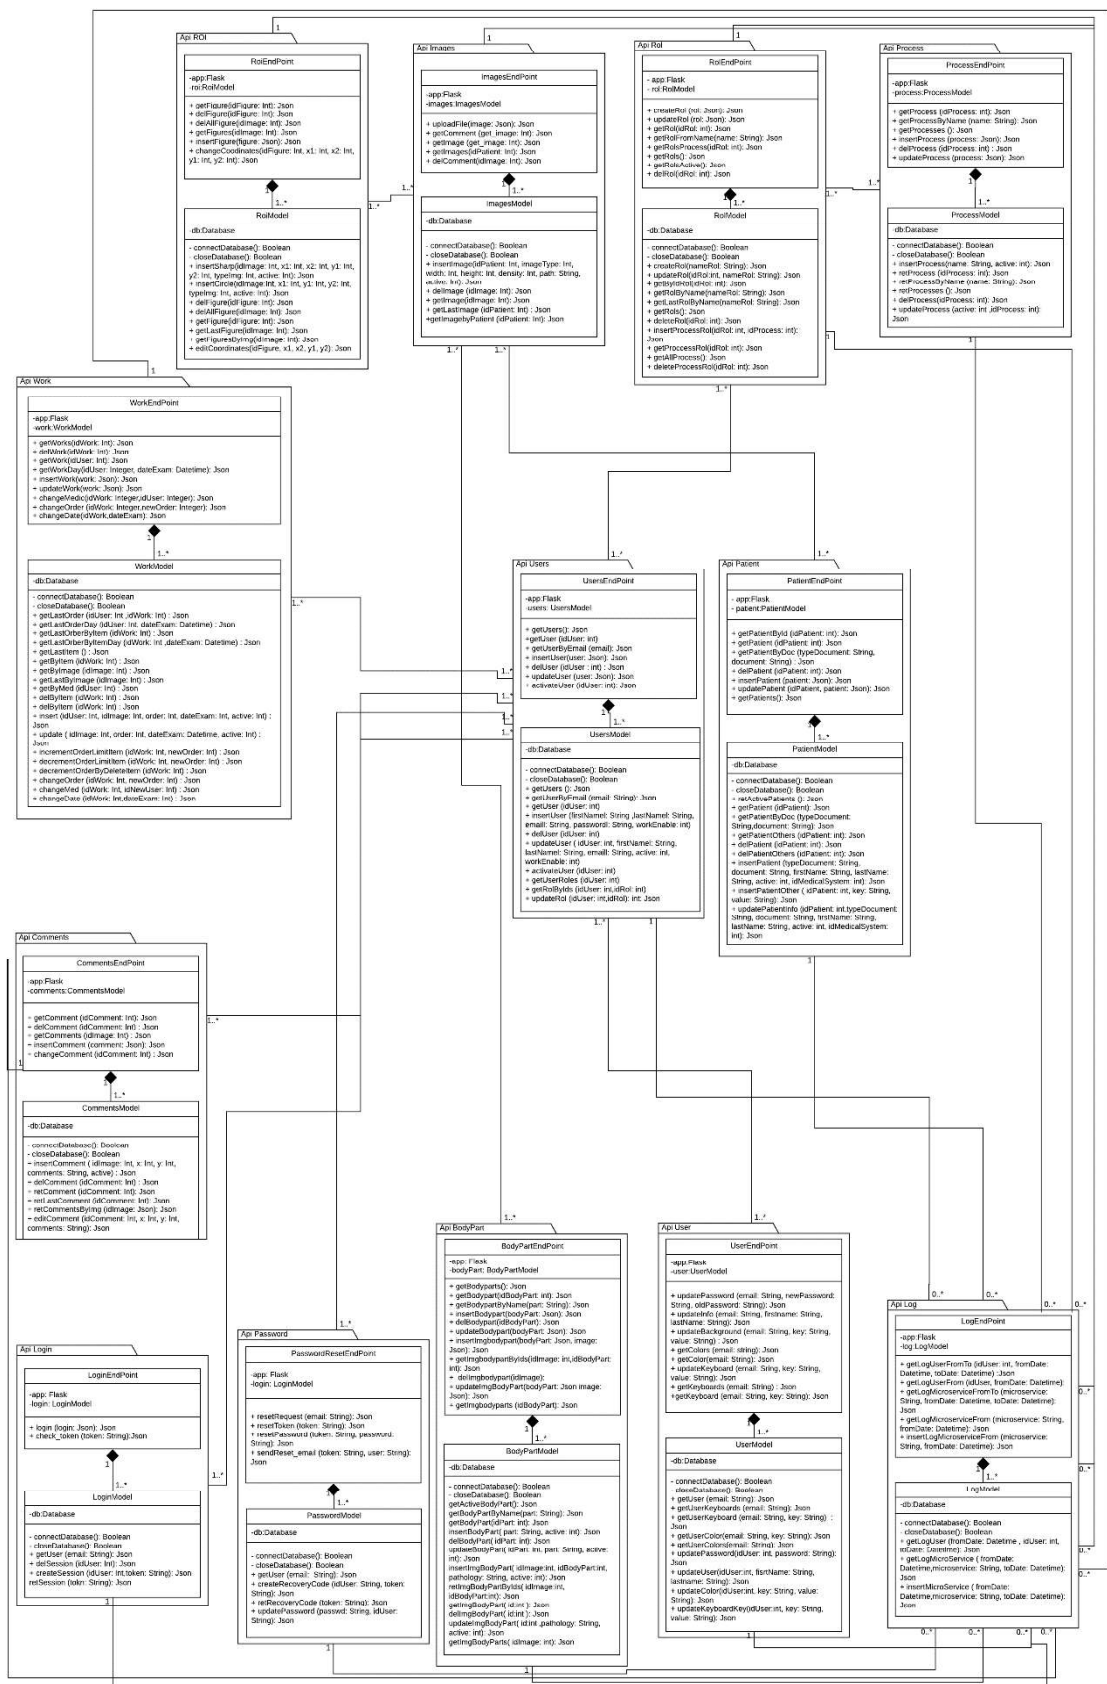 Api ROI
RoiEndPoint
-app:Flask
-roi:RoiModel
+ getFigure(idFigure: Int): Json
+ delFigure(idFigure: Int): Json
+ delAllFigure(idImage: Int): Json
+ getFigures(idImage: Int): Json
+ insertFigure(figure: Json): Json
+ changeCoodinates(idFigure: Int, x1: Int, x2: Int,
y1: Int, y2: Int): Json
1
1..*
RoiModel
-db:Database
- connectDatabase(): Boolean
- closeDatabase(): Boolean
+ insertSharp(idImage: Int, x1: Int, x2: Int, y1: Int,
y2: Int, typeImg: Int, active: Int): Json
+ insertCircle(idImage:Int, x1: Int, y1: Int, y2: Int,
typeImg: Int, active: Int): Json
+ delFigure(idFigure: Int): Json
+ delAllFigure(idImage: Int): Json
+ getFigure(idFigure: Int): Json
+ getLastFigure(idImage: Int): Json
+ getFiguresByImg(idImage: Int): Json
+ editCoordinates(idFigure, x1, x2, y1, y2): Json
Api Images
ImagesEndPoint
-app:Flask
-images:ImagesModel
+ uploadFile(image: Json): Json
+ getComment (get_image: Int): Json
+ getImage (get_image: Int): Json
+ getImages(idPatient: Int): Json
+ delComment(idImage: Int): Json
1
1..*
ImagesModel
-db:Database
- connectDatabase(): Boolean
- closeDatabase(): Boolean
+ insertImage(idPatient: Int, imageType: Int,
width: Int, height: Int, density: Int, path: String,
active: Int): Json
+ delImage (idImage: Int): Json
+ getImage(idImage: Int): Json
+ getLastImage (idPatient: Int): Json
+getImagebyPatient (idPatient: Int): Json
Api Rol
RolEndPoint
- app:Flask
- rol:RolModel
+ createRol (rol: Json): Json
+ updateRol (rol: Json): Json
+ getRol(idRol: int): Json
+ getRolFromName(name: String): Json
+ getRolsProcess(idRol: int): Json
+ getRols(): Json
+ getRolsActive(): Json
+ delRol(idRol: int): Json
1
1..*
RolModel
-db:Database
- connectDatabase(): Boolean
- closeDatabase(): Boolean
+ createRol(nameRol: String): Json
+ updateRol(idRol:int, nameRol: String): Json
+ getByIdRol(idRol: int): Json
+ getRolByName(nameRol: String): Json
+ getLastRolByName(nameRol: String): Json
+ getRols(): Json
+ deleteRol(idRol: int): Json
+ insertProcessRol(idRol: int, idProcess: int):
Json
+ getProccessRol(idRol: int): Json
+ getAllProcess(): Json
+ deleteProcessRol(idRol: int): Json
Api Process
ProcessEndPoint
-app:Flask
-process:ProcessModel
+ getProcess (idProcess: int): Json
+ getProcessByName (name: String): Json
+ getProcesses (): Json
+ insertProcess (process: Json): Json
+ delProcess (idProcess: int): Json
+ updateProcess (process: Json): Json
1
1..*
ProcessModel
-db:Database
- connectDatabase(): Boolean
- closeDatabase(): Boolean
+ insertProcess(name: String, active: int): Json
+ retProcess (idProcess: int): Json
+ retProcessByName (name: String): Json
+ retProcesses (): Json
+ delProcess(idProcess: int): Json
+ updateProcess (active: int ,idProcess: int):
Json
Api Work
WorkEndPoint
-app:Flask
-work:WorkModel
+ getWorks(idWork: Int): Json
+ delWork(idWork: Int): Json
+ getWork(idUser: Int): Json
+ getWorkDay(idUser: Integer, dateExam: Datetime): Json
+ insertWork(work: Json): Json
+ updateWork(work: Json): Json
+ changeMedic(idWork: Integer,idUser: Integer): Json
+ changeOrder (idWork: Integer,newOrder: Integer): Json
+ changeDate(idWork,dateExam): Json
1
1..*
WorkModel
-db:Database
- connectDatabase(): Boolean
- closeDatabase(): Boolean
+ getLastOrder (idUser: Int ,idWork: Int) : Json
+ getLastOrderDay (idUser: Int, dateExam: Datetime) : Json
+ getLastOrberByItem (idWork: Int) : Json
+ getLastOrberByItemDay (idWork: Int ,dateExam: Datetime) : Json
+ getLastItem () : Json
+ getByItem (idWork: Int) : Json
+ getByImage (idImage: Int) : Json
+ getLastByImage (idImage: Int) : Json
+ getByMed (idUser: Int) : Json
+ delByItem (idWork: Int) : Json
+ delByItem (idWork: Int) : Json
+ insert (idUser: Int, idImage: Int, order: Int, dateExam: Int, active: Int) :
Json
+ update ( idImage: Int, order: Int, dateExam: Datetime, active: Int) :
Json
+ incrementOrderLimitItem (idWork: Int, newOrder: Int) : Json
+ decrementOrderLimitItem (idWork: Int, newOrder: Int) : Json
+ decrementOrderByDeleteItem (idWork: Int) : Json
+ changeOrder (idWork: Int, newOrder: Int) : Json
+ changeMed (idWork: Int, idNewUser: Int) : Json
+ changeDate (idWork: Int,dateExam: Int) : Json
Api Users
UsersEndPoint
-app:Flask
-users: UsersModel
+ getUsers(): Json
+getUser (idUser: int)
+ getUserByEmail (email): Json
+ insertUser(user: Json): Json
+ delUser (idUser : int) : Json
+ updateUser (user: Json): Json
+ activateUser (idUser: int): Json
1
1..*
UsersModel
-db:Database
- connectDatabase(): Boolean
- closeDatabase(): Boolean
+ getUsers (): Json
+ getUserByEmail (email: String): Json
+ getUser (idUser: int)
+ insertUser (firstNamel: String ,lastNamel: String,
emaill: String, passwordl: String, workEnable: int)
+ delUser (idUser: int)
+ updateUser ( idUser: int, firstNamel: String,
lastNamel: String, emaill: String, active: int,
workEnable: int)
+ activateUser (idUser: int)
+ getUserRoles (idUser: int)
+ getRolByIds (idUser: int,idRol: int)
+ updateRol (idUser: int,idRol): int: Json
Api Patient
PatientEndPoint
- app:Flask
- patient:PatientModel
+ getPatientById (idPatient: int): Json
+ getPatient (idPatient: int): Json
+ getPatientByDoc (typeDocument: String,
document: String) : Json
+ delPatient (idPatient: int): Json
+ insertPatient (patient: Json): Json
+ updatePatient (idPatient, patient: Json): Json
+ getPatients(): Json
1
1..*
PatientModel
-db:Database
- connectDatabase(): Boolean
- closeDatabase(): Boolean
+ retActivePatients (): Json
+ getPatient (idPatient): Json
+ getPatientByDoc (typeDocument:
String,document: String): Json
+ getPatientOthers (idPatient: int): Json
+ delPatient (idPatient: int): Json
+ delPatientOthers (idPatient: int): Json
+ insertPatient (typeDocument: String,
document: String, firstName: String, lastName:
String, active: int, idMedicalSystem: int): Json
+ insertPatientOther ( idPatient: int, key: String,
value: String): Json
+ updatePatientInfo (idPatient: int,typeDocument:
String, document: String, firstName: String,
lastName: String, active: int, idMedicalSystem:
int): Json
Api Comments
CommentsEndPoint
-app:Flask
-comments:CommentsModel
+ getComment (idComment: Int): Json
+ delComment (idComment: Int) : Json
+ getComments (idImage: Int) : Json
+ insertComment (comment: Json): Json
+ changeComment (idComment: Int) : Json
1
1..*
CommentsModel
-db:Database
- connectDatabase(): Boolean
- closeDatabase(): Boolean
+ insertComment ( idImage: Int, x: Int, y: Int,
comments: String, active) : Json
+ delComment (idComment: Int) : Json
+ retComment (idComment: Int): Json
+ retLastComment (idComment: Int): Json
+ retCommentsByImg (idImage: Json): Json
+ editComment (idComment: Int, x: Int, y: Int,
comments: String): Json
Api Login
LoginEndPoint
-app: Flask
-login: LoginModel
+ login (login: Json): Json
+ check_token (token: String):Json
1
1..*
LoginModel
-db:Database
- connectDatabase(): Boolean
- closeDatabase(): Boolean
+ getUser (email: String): Json
+ delSession (idUser: Int): Json
+ createSession (idUser: Int,token: String): Json
retSession (tokn: String): Json
Api Password
PasswordResetEndPoint
-app:Flask
-login: LoginModel
+ resetRequest (email: String): Json
+ resetToken (token: String): Json
+ resetPassword (token: String, password:
String): Json
+ sendReset_email (token: String, user: String):
Json
1
1..*
PasswordModel
-db:Database
- connectDatabase(): Boolean
- closeDatabase(): Boolean
+ getUser (email: String): Json
+ createRecoveryCode (idUser: String, token:
String): Json
+ retRecoveryCode (token: String): Json
+ updatePassword (passwd: String, idUser:
String): Json
Api BodyPart
BodyPartEndPoint
-app: Flask
-bodyPart: BodyPartModel
+ getBodyparts(): Json
+ getBodypart(idBodyPart: int): Json
+ getBodypartByName(part: String): Json
+ insertBodypart(bodyPart: Json): Json
+ delBodypart(idBodyPart)
+ updateBodypart(bodyPart: Json): Json
+ insertImgbodypart(bodyPart: Json, image:
Json): Json
+ getImgbodypartByIds(idImage: int,idBodyPart:
int): Json
+ delImgbodypart(idImage):
+ updateImgBodyPart(bodyPart: Json image:
Json): Json
+ getImgbodyparts (idBodyPart): Json
1
1..*
BodyPartModel
-db:Database
- connectDatabase(): Boolean
- closeDatabase(): Boolean
getActiveBodyPart(): Json
getBodyPartByName(part: String): Json
getBodyPart(idPart: int): Json
insertBodyPart( part: String, active: int): Json
delBodyPart( idPart: int): Json
updateBodyPart( idPart: int, part: String, active:
int): Json
insertImgBodyPart( idImage:int, idBodyPart:int,
pathology: String, active: int): Json
retImgBodyPartByIds( idImage:int,
idBodyPart:int): Json
getImgBodyPart( id:int ): Json
delImgBodyPart( id:int ): Json
updateImgBodyPart( id:int ,pathology: String,
active: int): Json
getImgBodyParts( idImage: int): Json
Api User
UserEndPoint
-app:Flask
-user:UserModel
+ updatePassword (email: String, newPassword:
String, oldPassword: String): Json
+ updateInfo (email: String, firstname: String,
lastName: String): Json
+ updateBackground (email: String, key: String,
value: String) : Json
+ getColors (email: string): Json
+ getColor(email: String): Json
+ updateKeyboard (email: String, key: String,
value: String): Json
+getKeyboards (email: String) : Json
+getKeyboard (email: String, key: String): Json
1
1..*
UserModel
-db:Database
- connectDatabase(): Boolean
- closeDatabase(): Boolean
+ getUser (email: String): Json
+ getUserKeyboards (email: String): Json
+ getUserKeyboard (email: String, key: String) :
Json
+ getUserColor(email: String, key: String): Json
+ getUserColors(email: String): Json
+ updatePassword(idUser: int, password: String):
Json
+ updateUser(idUser:int, fisrtName: String,
lastname: String): Json
+ updateColor(idUser:int, key: String, value:
String): Json
+ updateKeyboardKey(idUser:int, key: String,
value: String): Json
Api Log
LogEndPoint
-app:Flask
-log:LogModel
+ getLogUserFromTo (idUser: int, fromDate:
Datetime, toDate: Datetime) :Json
+ getLogUserFrom (idUser, fromDate: Datetime):
+ getLogMicroserviceFromTo (microservice:
String, fromDate: Datetime, toDate: Datetime):
Json
+ getLogMicroserviceFrom (microservice: String,
fromDate: Datetime): Json
+ insertLogMicroservice (microservice:
String, fromDate: Datetime): Json
1
1..*
LogModel
-db:Database
- connectDatabase(): Boolean
- closeDatabase(): Boolean
+ getLogUser (fromDate: Datetime , idUser: int,
toDate: Datetime): Json
+ getLogMicroService ( fromDate:
Datetime,microservice: String, toDate: Datetime):
Json
+ insertMicroService ( fromDate:
Datetime,microservice: String, toDate: Datetime):
Json